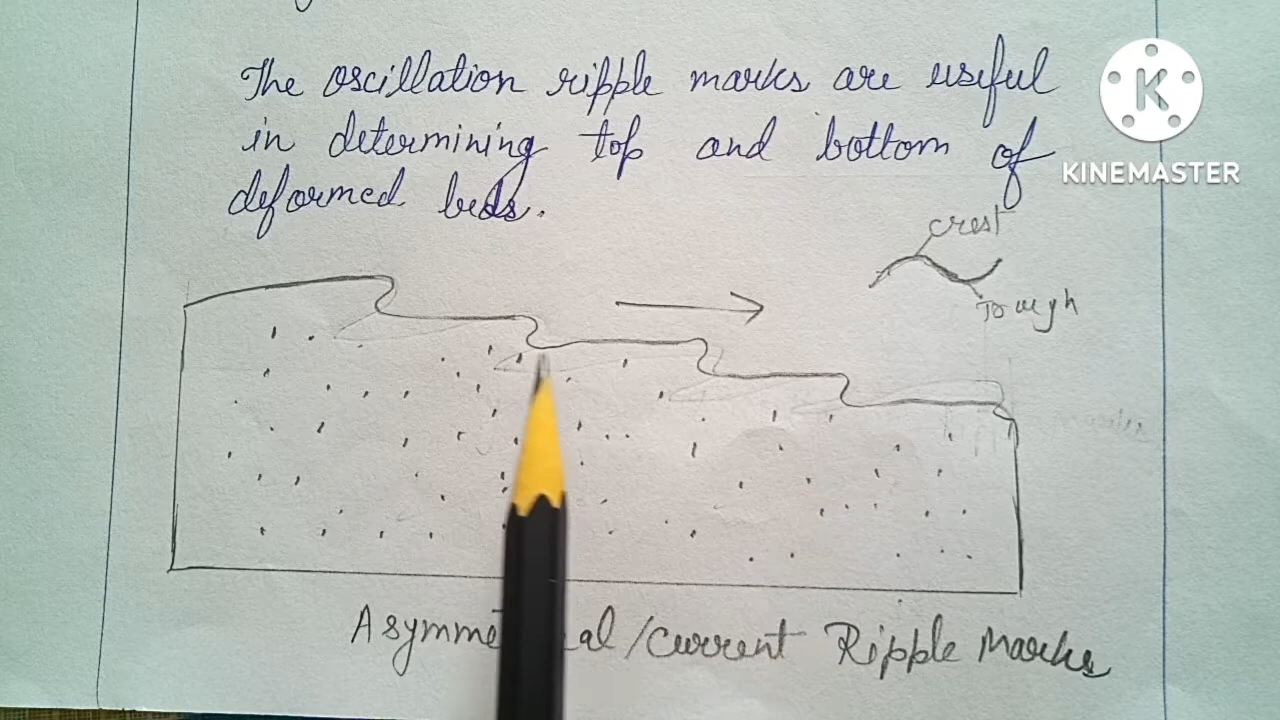 The oscillation ripple marks are useful
in determining top and bottom of
deformed beds.
K
KINEMASTER
crest
Trough
Current Ripple Marks